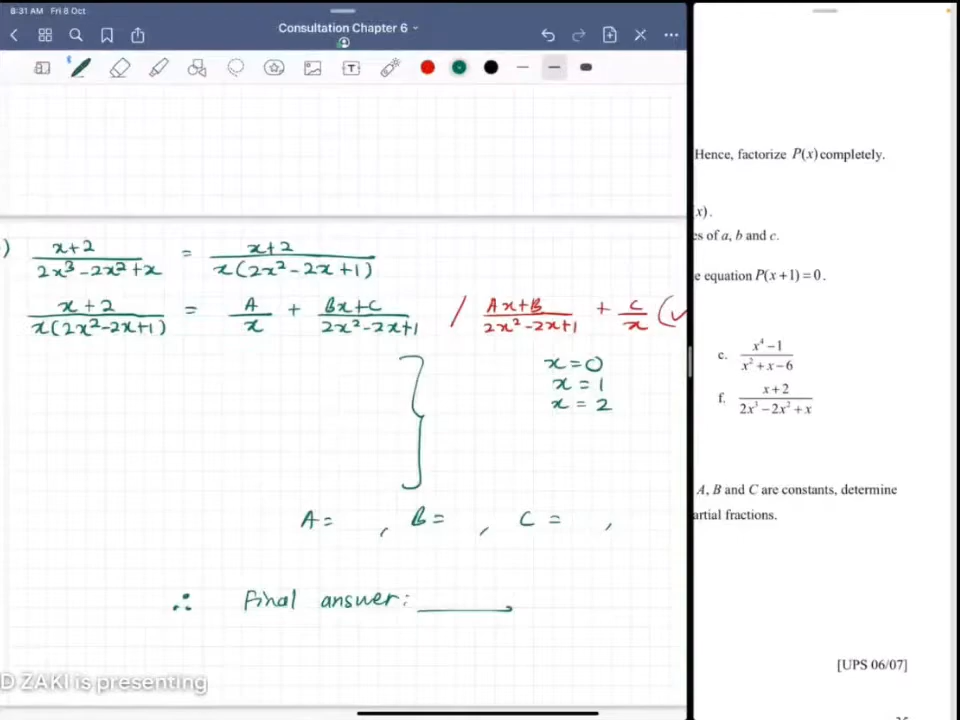 8:31 AM Fri 8 Oct
Consultation Chapter 6
) x+2 / 2x³-2x²+x = x+2 / x(2x²-2x+1)
x+2 / x(2x²-2x+1) = A/x + Bx+C / 2x²-2x+1 / Ax+B / 2x²-2x+1 + C/x (✓
x=0
x=1
x=2
A= , B= , C= ,
∴ Final answer: ______
D ZAKI is presenting
Hence, factorize P(x) completely.
(x).
es of a, b and c.
e equation P(x+1)=0.
c. x⁴-1 / x²+x-6
f. x+2 / 2x³-2x²+x
A, B and C are constants, determine
artial fractions.
[UPS 06/07]